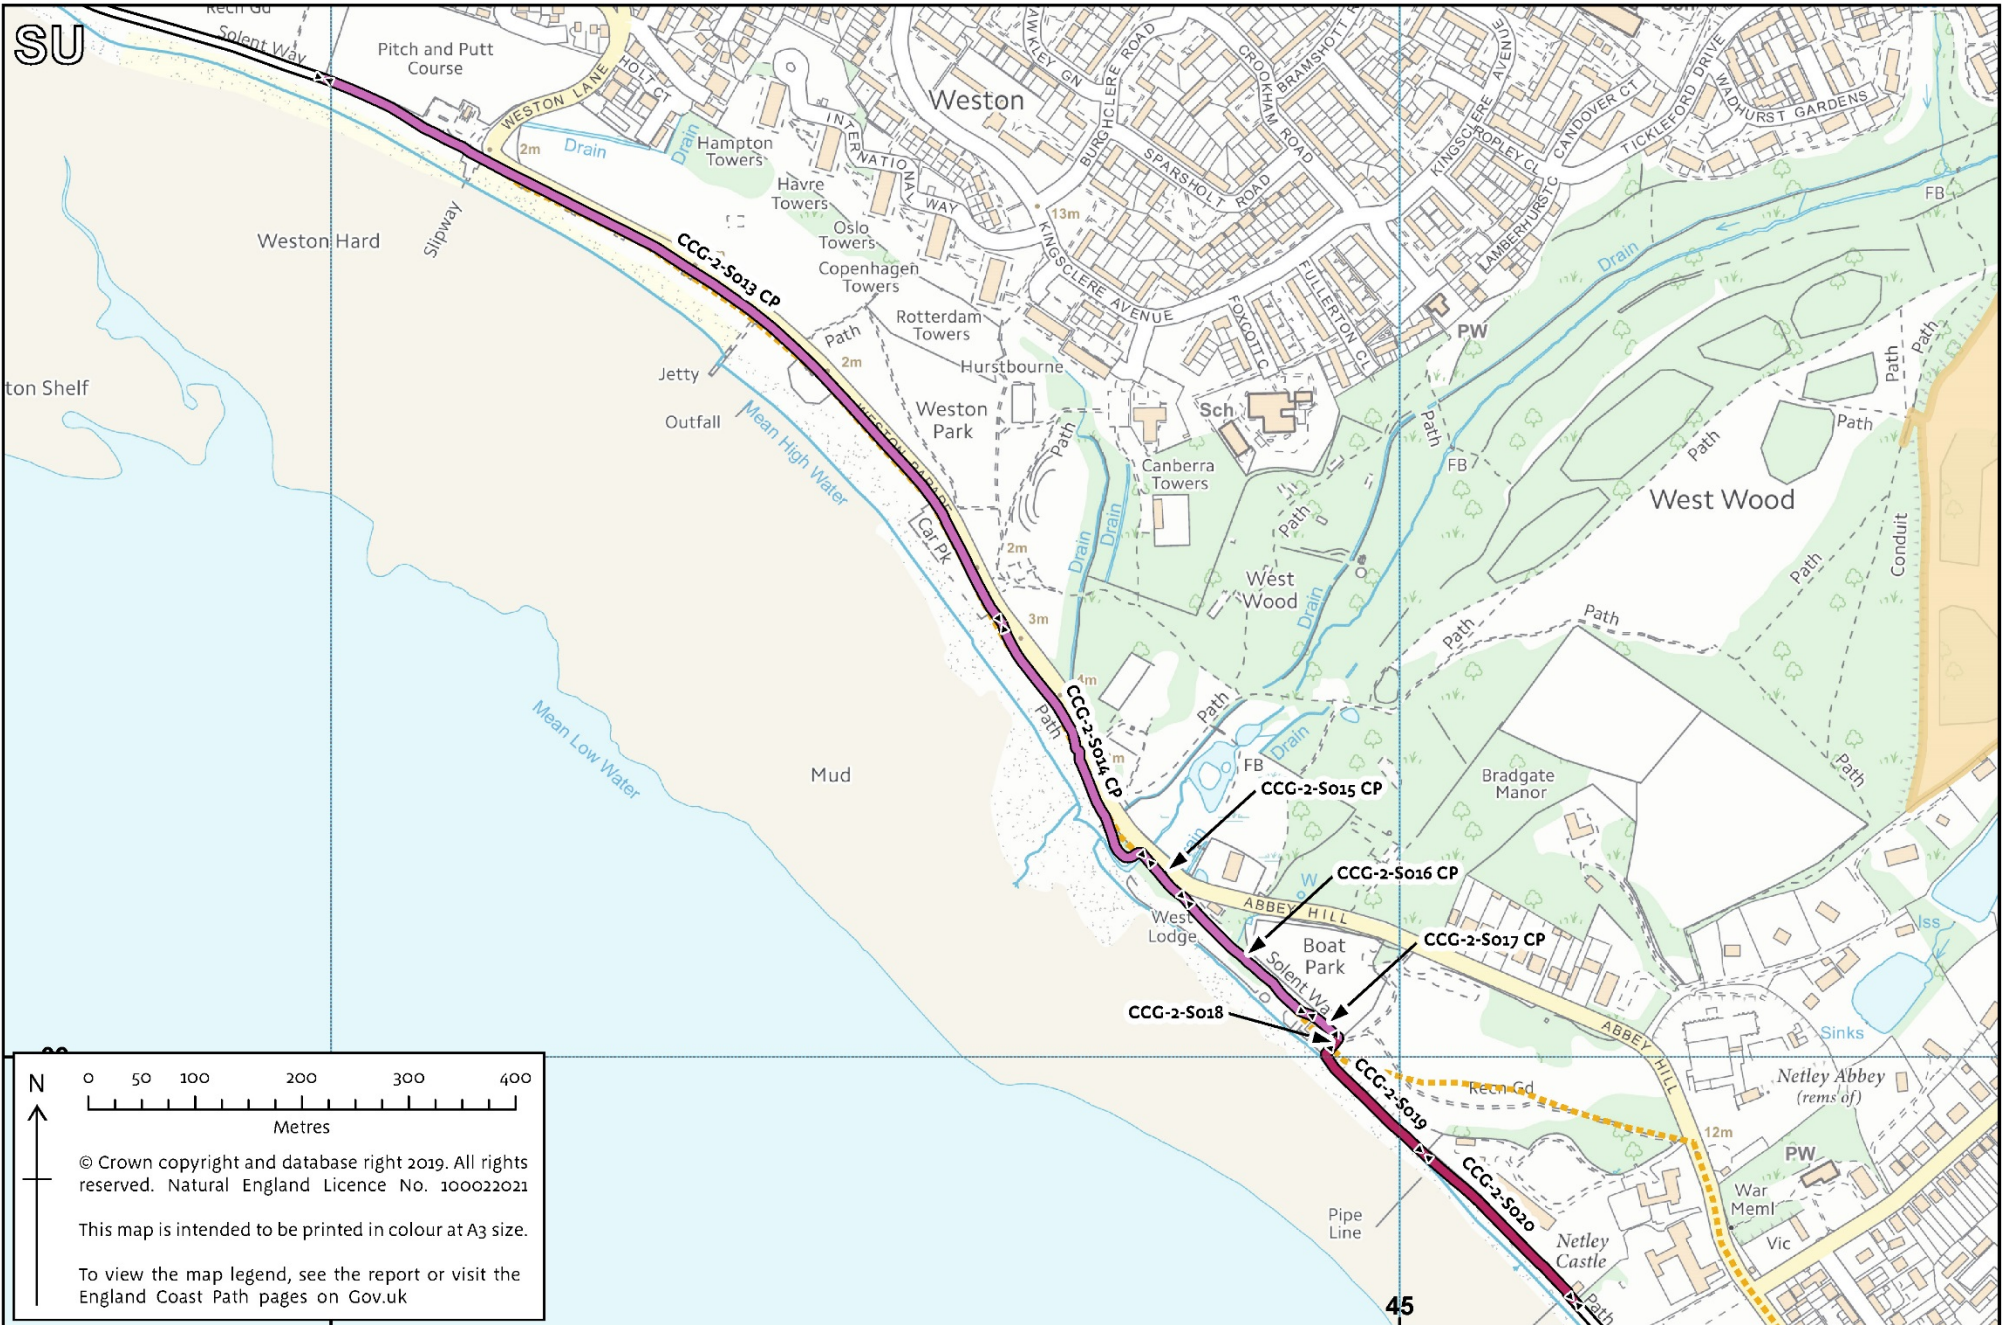 SU
Rech Gd
Solent Way
Pitch and Putt
Course
WESTON LANE
HOLT CT
Weston
BURGHCLERE ROAD
CROOKHAM ROAD
KINGSCLERE AVENUE
CANDOVER CT
TICKLEFORD DRIVE
WADHURST GARDENS
ROPLEY CL
SPARSHOLT
ROAD
INTERNATIONAL WAY
2m
Drain
Drain
Hampton
Towers
Havre
Towers
13m
FB
Weston Hard
Slipway
Oslo
Towers
Copenhagen
Towers
KINGSCLERE AVENUE
FULLERTON CL
Drain
CCG-2-S013 CP
Rotterdam
Towers
FOXCOTT C
PW
Path
Path
Path
2m
Hurstbourne
Jetty
ton Shelf
Outfall
Mean High Water
WESTON PARADE
Weston
Park
Sch
Path
Path
Path
Path
Canberra
Towers
FB
West Wood
Car Pk
Drain
Drain
Path
Conduit
2m
West
Wood
Drain
Path
3m
Path
Path
4m
CCG-2-S014 CP
Path
Path
Mean Low Water
Mud
Drain
FB
Bradgate
Manor
Path
CCG-2-S015 CP
CCG-2-S016 CP
W
ABBEY HILL
West
Lodge
Boat
Park
CCG-2-S017 CP
Iss
Solent Wa
CCG-2-S018
ABBEY HILL
Sinks
CCG-2-S019
Recn Gd
Netley Abbey
(rems of)
12m
PW
CCG-2-S020
War
Meml
Pipe
Line
Netley
Castle
Vic
Path
45
N
0 50 100 200 300 400
Metres
© Crown copyright and database right 2019. All rights
reserved. Natural England Licence No. 100022021
This map is intended to be printed in colour at A3 size.
To view the map legend, see the report or visit the
England Coast Path pages on Gov.uk